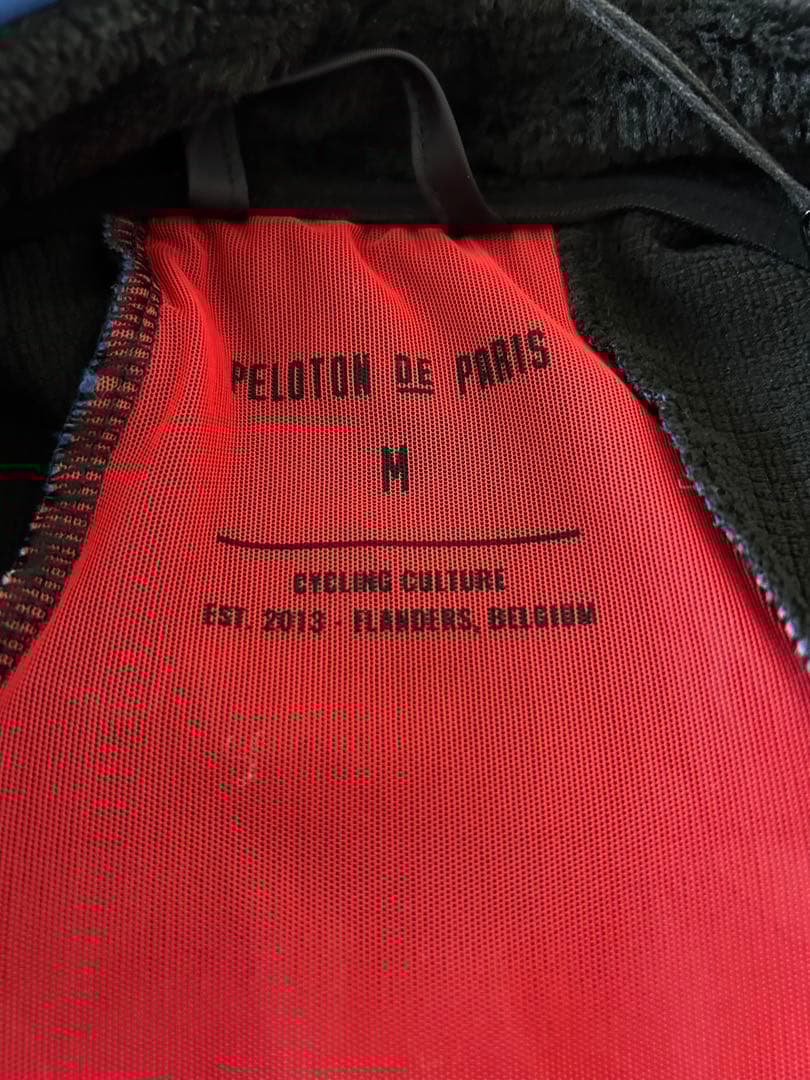 PELOTON DE PARIS
M
CYCLING CULTURE
EST. 2013 - FLANDERS, BELGIUM